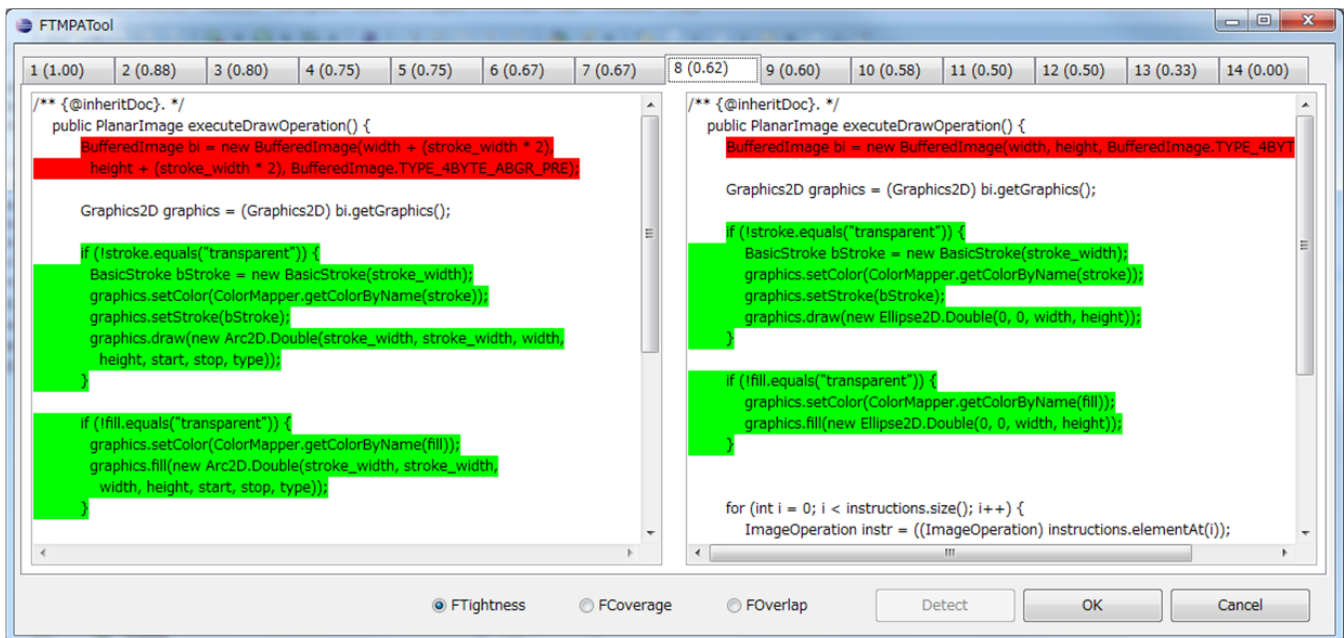 FTMPATool
1 (1.00) 2 (0.88) 3 (0.80) 4 (0.75) 5 (0.75) 6 (0.67) 7 (0.67) 8 (0.62) 9 (0.60) 10 (0.58) 11 (0.50) 12 (0.50) 13 (0.33) 14 (0.00)
/** {@inheritDoc}. */
public PlanarImage executeDrawOperation() {
BufferedImage bi = new BufferedImage(width + (stroke_width * 2),
height + (stroke_width * 2), BufferedImage.TYPE_4BYTE_ABGR_PRE);
Graphics2D graphics = (Graphics2D) bi.getGraphics();
if (!stroke.equals("transparent")) {
BasicStroke bStroke = new BasicStroke(stroke_width);
graphics.setColor(ColorMapper.getColorByName(stroke));
graphics.setStroke(bStroke);
graphics.draw(new Arc2D.Double(stroke_width, stroke_width, width,
height, start, stop, type));
}
if (!fill.equals("transparent")) {
graphics.setColor(ColorMapper.getColorByName(fill));
graphics.fill(new Arc2D.Double(stroke_width, stroke_width,
width, height, start, stop, type));
}
/** {@inheritDoc}. */
public PlanarImage executeDrawOperation() {
BufferedImage bi = new BufferedImage(width, height, BufferedImage.TYPE_4BYT
Graphics2D graphics = (Graphics2D) bi.getGraphics();
if (!stroke.equals("transparent")) {
BasicStroke bStroke = new BasicStroke(stroke_width);
graphics.setColor(ColorMapper.getColorByName(stroke));
graphics.setStroke(bStroke);
graphics.draw(new Ellipse2D.Double(0, 0, width, height));
}
if (!fill.equals("transparent")) {
graphics.setColor(ColorMapper.getColorByName(fill));
graphics.fill(new Ellipse2D.Double(0, 0, width, height));
}
for (int i = 0; i < instructions.size(); i++) {
ImageOperation instr = ((ImageOperation) instructions.elementAt(i));
FTightness FCoverage FOverlap Detect OK Cancel